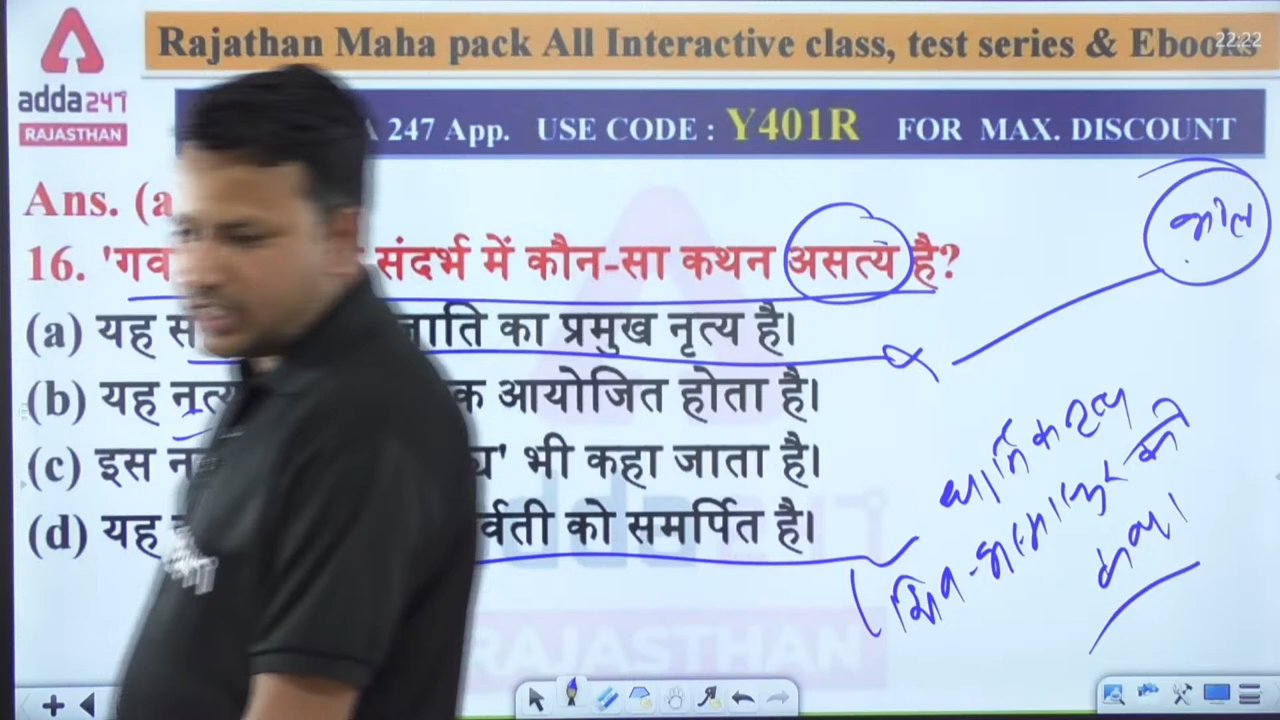 Rajathan Maha pack All Interactive class, test series & Ebooks
22:22
adda247
RAJASTHAN
247 App. USE CODE : Y401R FOR MAX. DISCOUNT
Ans. (a
16. 'गव संदर्भ में कौन-सा कथन असत्य है?
भील
(a) यह स जाति का प्रमुख नृत्य है।
(b) यह नृत्य क आयोजित होता है।
(c) इस न य' भी कहा जाता है।
धार्मिक नृत्य
(d) यह र्वती को समर्पित है।
RAJASTHAN